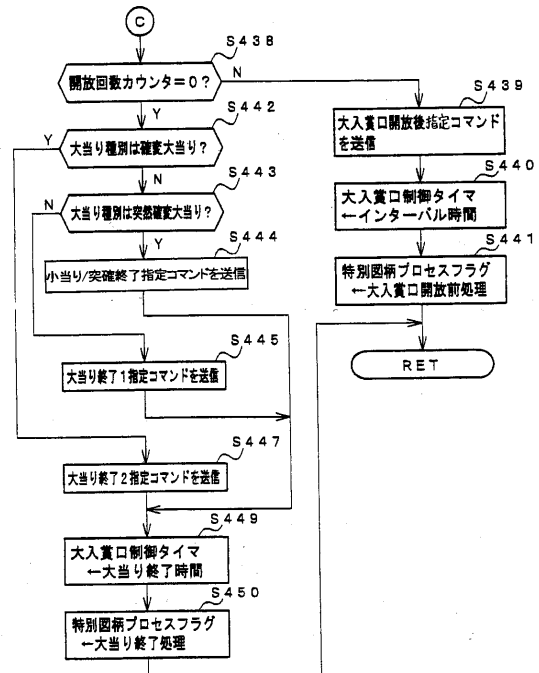 C
S438
開放回数カウンタ=0?
N
Y
S442
Y
大当り種別は確変大当り?
N
S443
N
大当り種別は突然確変大当り?
Y
S444
小当り/突確終了指定コマンドを送信
S445
大当り終了1指定コマンドを送信
S447
大当り終了2指定コマンドを送信
S449
大入賞口制御タイマ
←大当り終了時間
S450
特別図柄プロセスフラグ
←大当り終了処理
S439
大入賞口開放後指定コマンド
を送信
S440
大入賞口制御タイマ
←インターバル時間
S441
特別図柄プロセスフラグ
←大入賞口開放前処理
RET